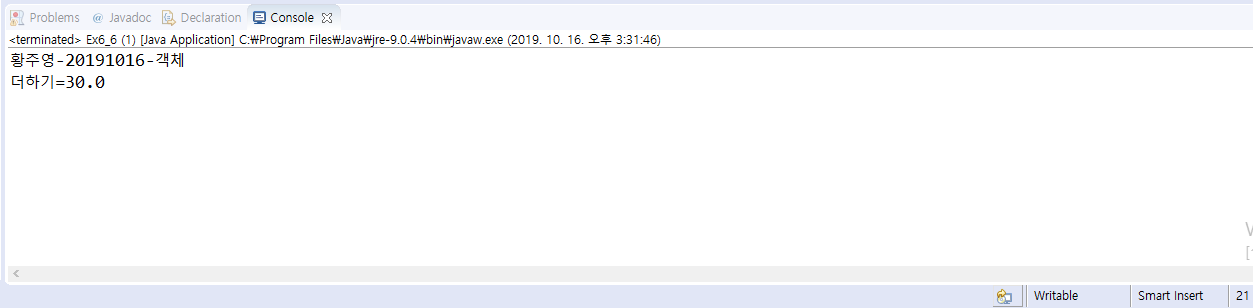 Problems @ Javadoc Declaration Console
<terminated> Ex6_6 (1) [Java Application] C:₩Program Files₩Java₩jre-9.0.4₩bin₩javaw.exe (2019. 10. 16. 오후 3:31:46)
황주영-20191016-객체
더하기=30.0
Writable Smart Insert 21